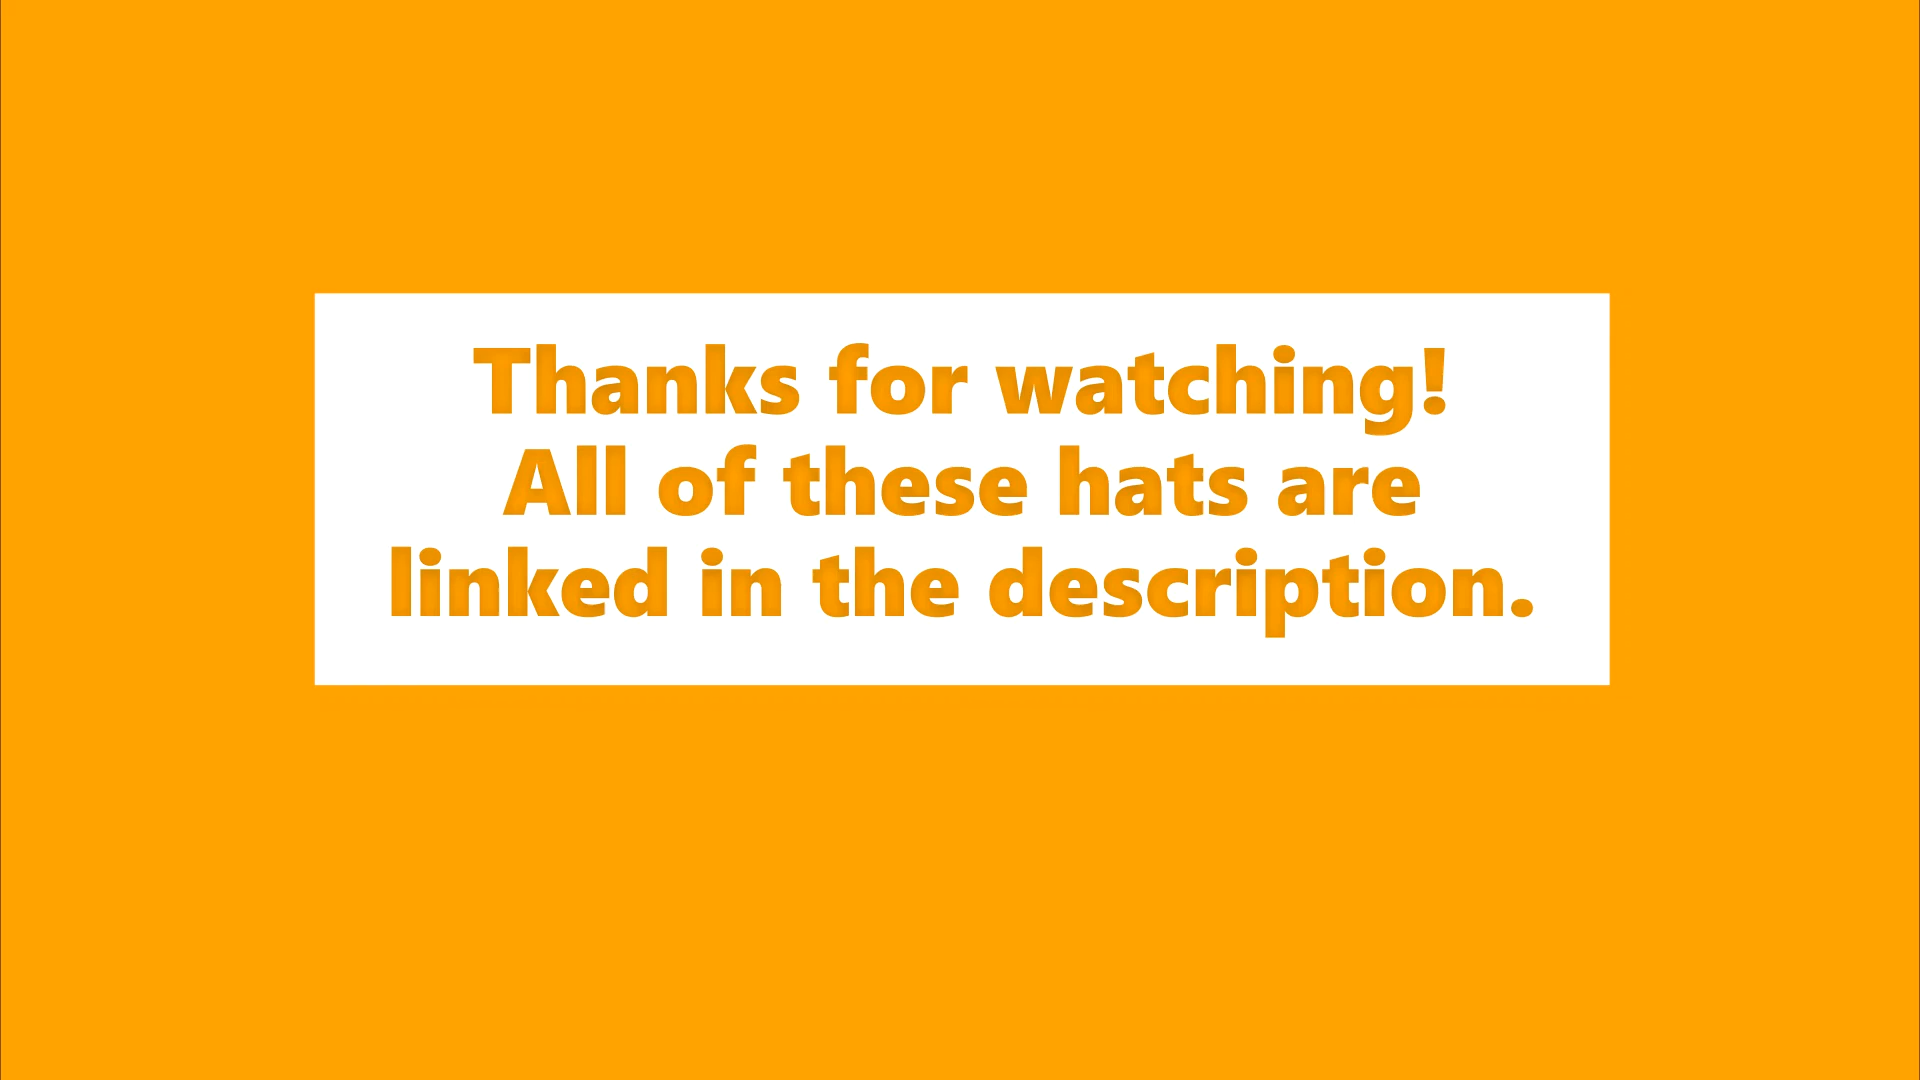 Thanks for watching!
All of these hats are
linked in the description.